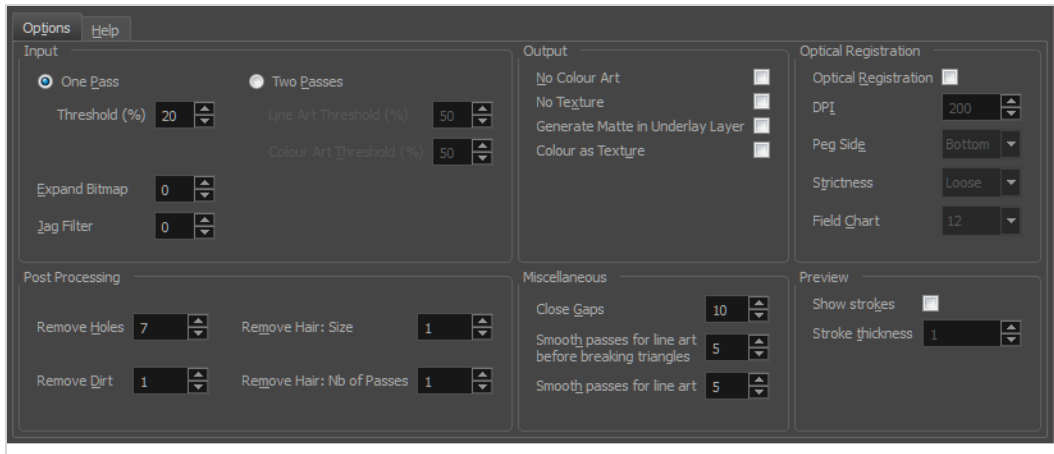 Options Help
Input
One Pass
Two Passes
Threshold (%) 20
Line Art Threshold (%) 50
Colour Art Threshold (%) 50
Expand Bitmap 0
Jag Filter 0
Output
No Colour Art
No Texture
Generate Matte in Underlay Layer
Colour as Texture
Optical Registration
Optical Registration
DPI 200
Peg Side Bottom
Strictness Loose
Field Chart 12
Post Processing
Remove Holes 7
Remove Hair: Size 1
Remove Dirt 1
Remove Hair: Nb of Passes 1
Miscellaneous
Close Gaps 10
Smooth passes for line art
before breaking triangles 5
Smooth passes for line art 5
Preview
Show strokes
Stroke thickness 1